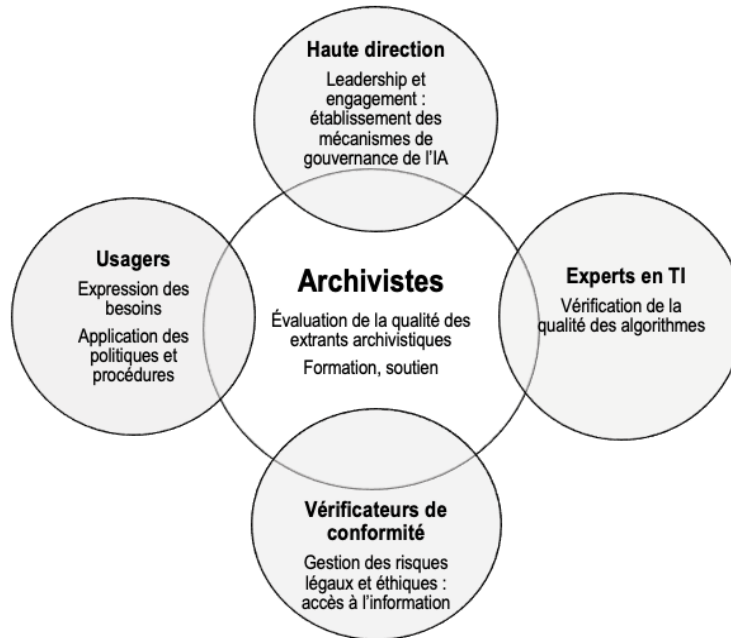 Haute direction
Leadership et
engagement :
établissement des
mécanismes de
gouvernance de l'IA
Usagers
Expression des
besoins
Application des
politiques et
procédures
Archivistes
Évaluation de la qualité des
extrants archivistiques
Formation, soutien
Experts en TI
Vérification de la
qualité des algorithmes
Vérificateurs de
conformité
Gestion des risques
légaux et éthiques :
accès à l'information